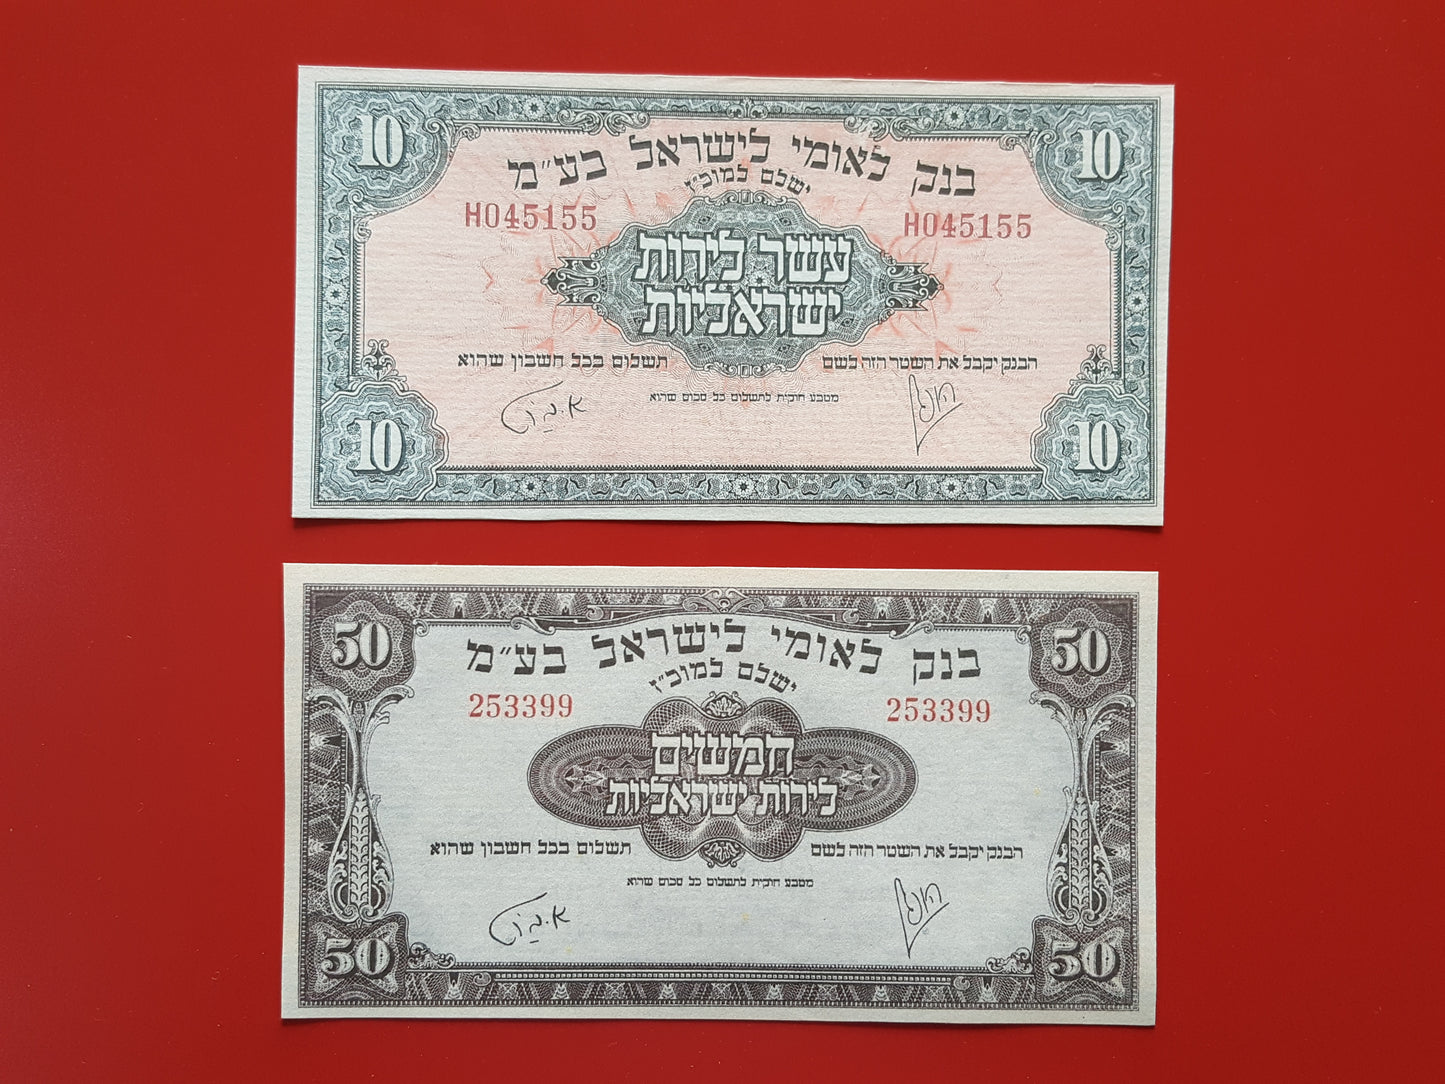 10 10
בנק לאומי לישראל בע״מ
ישלם למוכ״ז
H045155 H045155
עשר לירות
ישראליות
הבנק יקבל את השטר הזה לשם תשלום בכל חשבון שהוא
מטבע חוקית לתשלום כל סכום שהוא
10 10
50 50
בנק לאומי לישראל בע״מ
ישלם למוכ״ז
253399 253399
חמשים
לירות ישראליות
הבנק יקבל את השטר הזה לשם תשלום בכל חשבון שהוא
מטבע חוקית לתשלום כל סכום שהוא
50 50